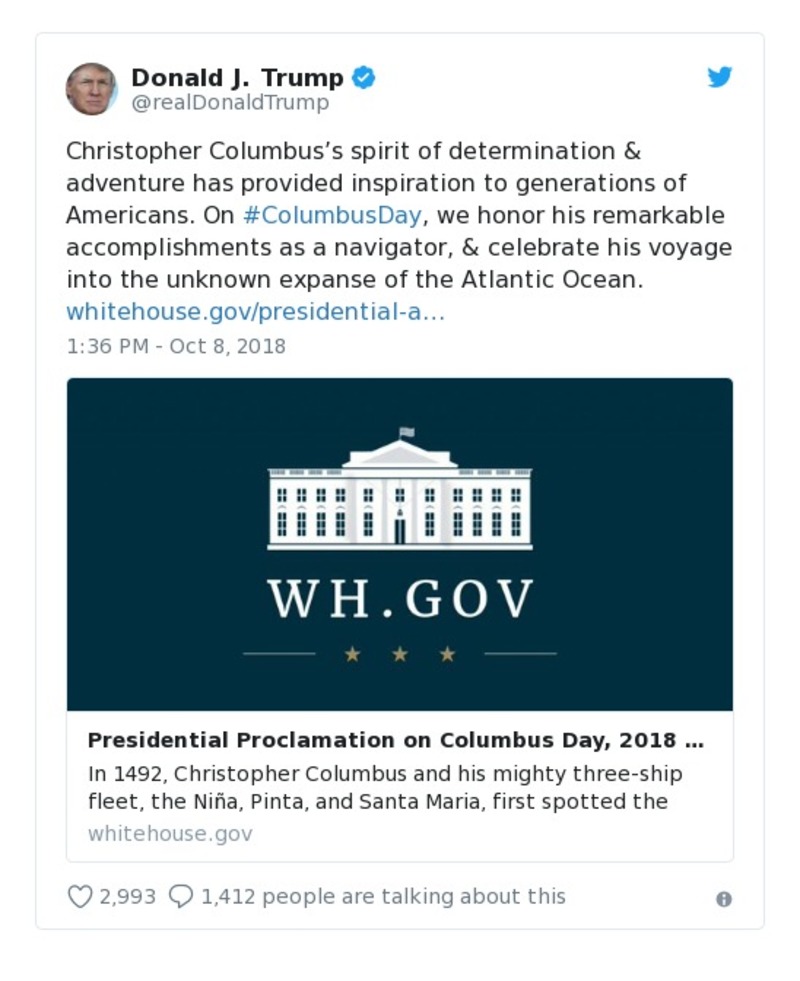 Donald J. Trump
@realDonaldTrump
Christopher Columbus’s spirit of determination &
adventure has provided inspiration to generations of
Americans. On #ColumbusDay, we honor his remarkable
accomplishments as a navigator, & celebrate his voyage
into the unknown expanse of the Atlantic Ocean.
whitehouse.gov/presidential-a…
1:36 PM - Oct 8, 2018
WH.GOV
Presidential Proclamation on Columbus Day, 2018 ...
In 1492, Christopher Columbus and his mighty three-ship
fleet, the Niña, Pinta, and Santa Maria, first spotted the
whitehouse.gov
2,993 1,412 people are talking about this